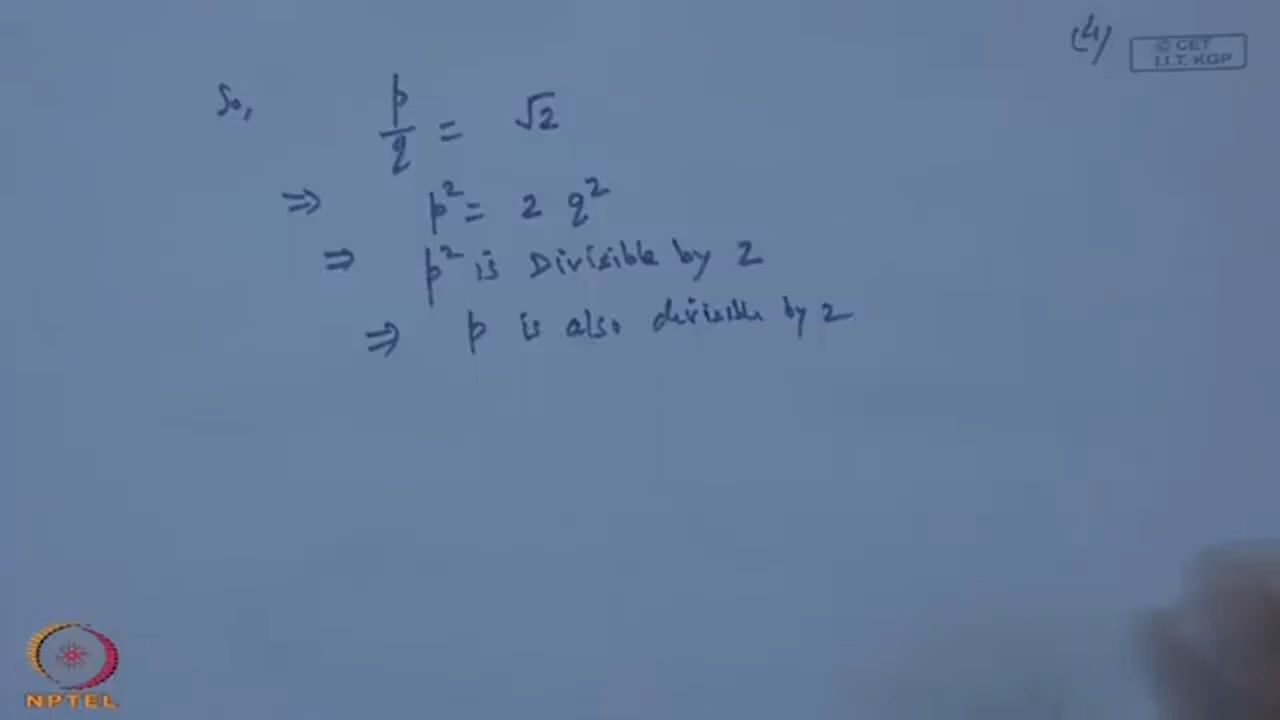 (4)
© CET
I.I.T. KGP
So, p/q = √2
⇒ p² = 2 q²
⇒ p² is Divisible by 2
⇒ p is also divisible by 2
NPTEL